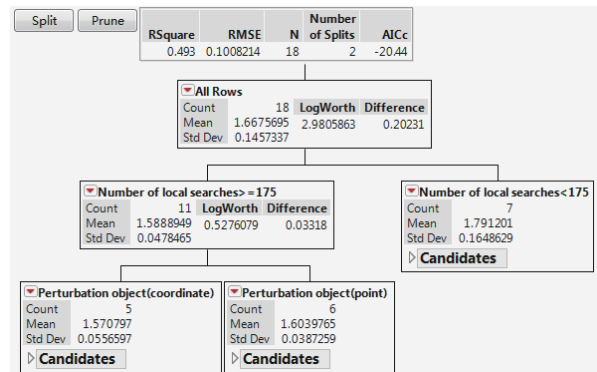 Split Prune
Number
RSquare RMSE N of Splits AICc
0.493 0.1008214 18 2 -20.44
All Rows
Count 18 LogWorth Difference
Mean 1.6675695 2.9805863 0.20231
Std Dev 0.1457337
Number of local searches>=175
Count 11 LogWorth Difference
Mean 1.5888949 0.5276079 0.03318
Std Dev 0.0478465
Number of local searches<175
Count 7
Mean 1.791201
Std Dev 0.1648629
Candidates
Perturbation object(coordinate)
Count 5
Mean 1.570797
Std Dev 0.0556597
Candidates
Perturbation object(point)
Count 6
Mean 1.6039765
Std Dev 0.0387259
Candidates